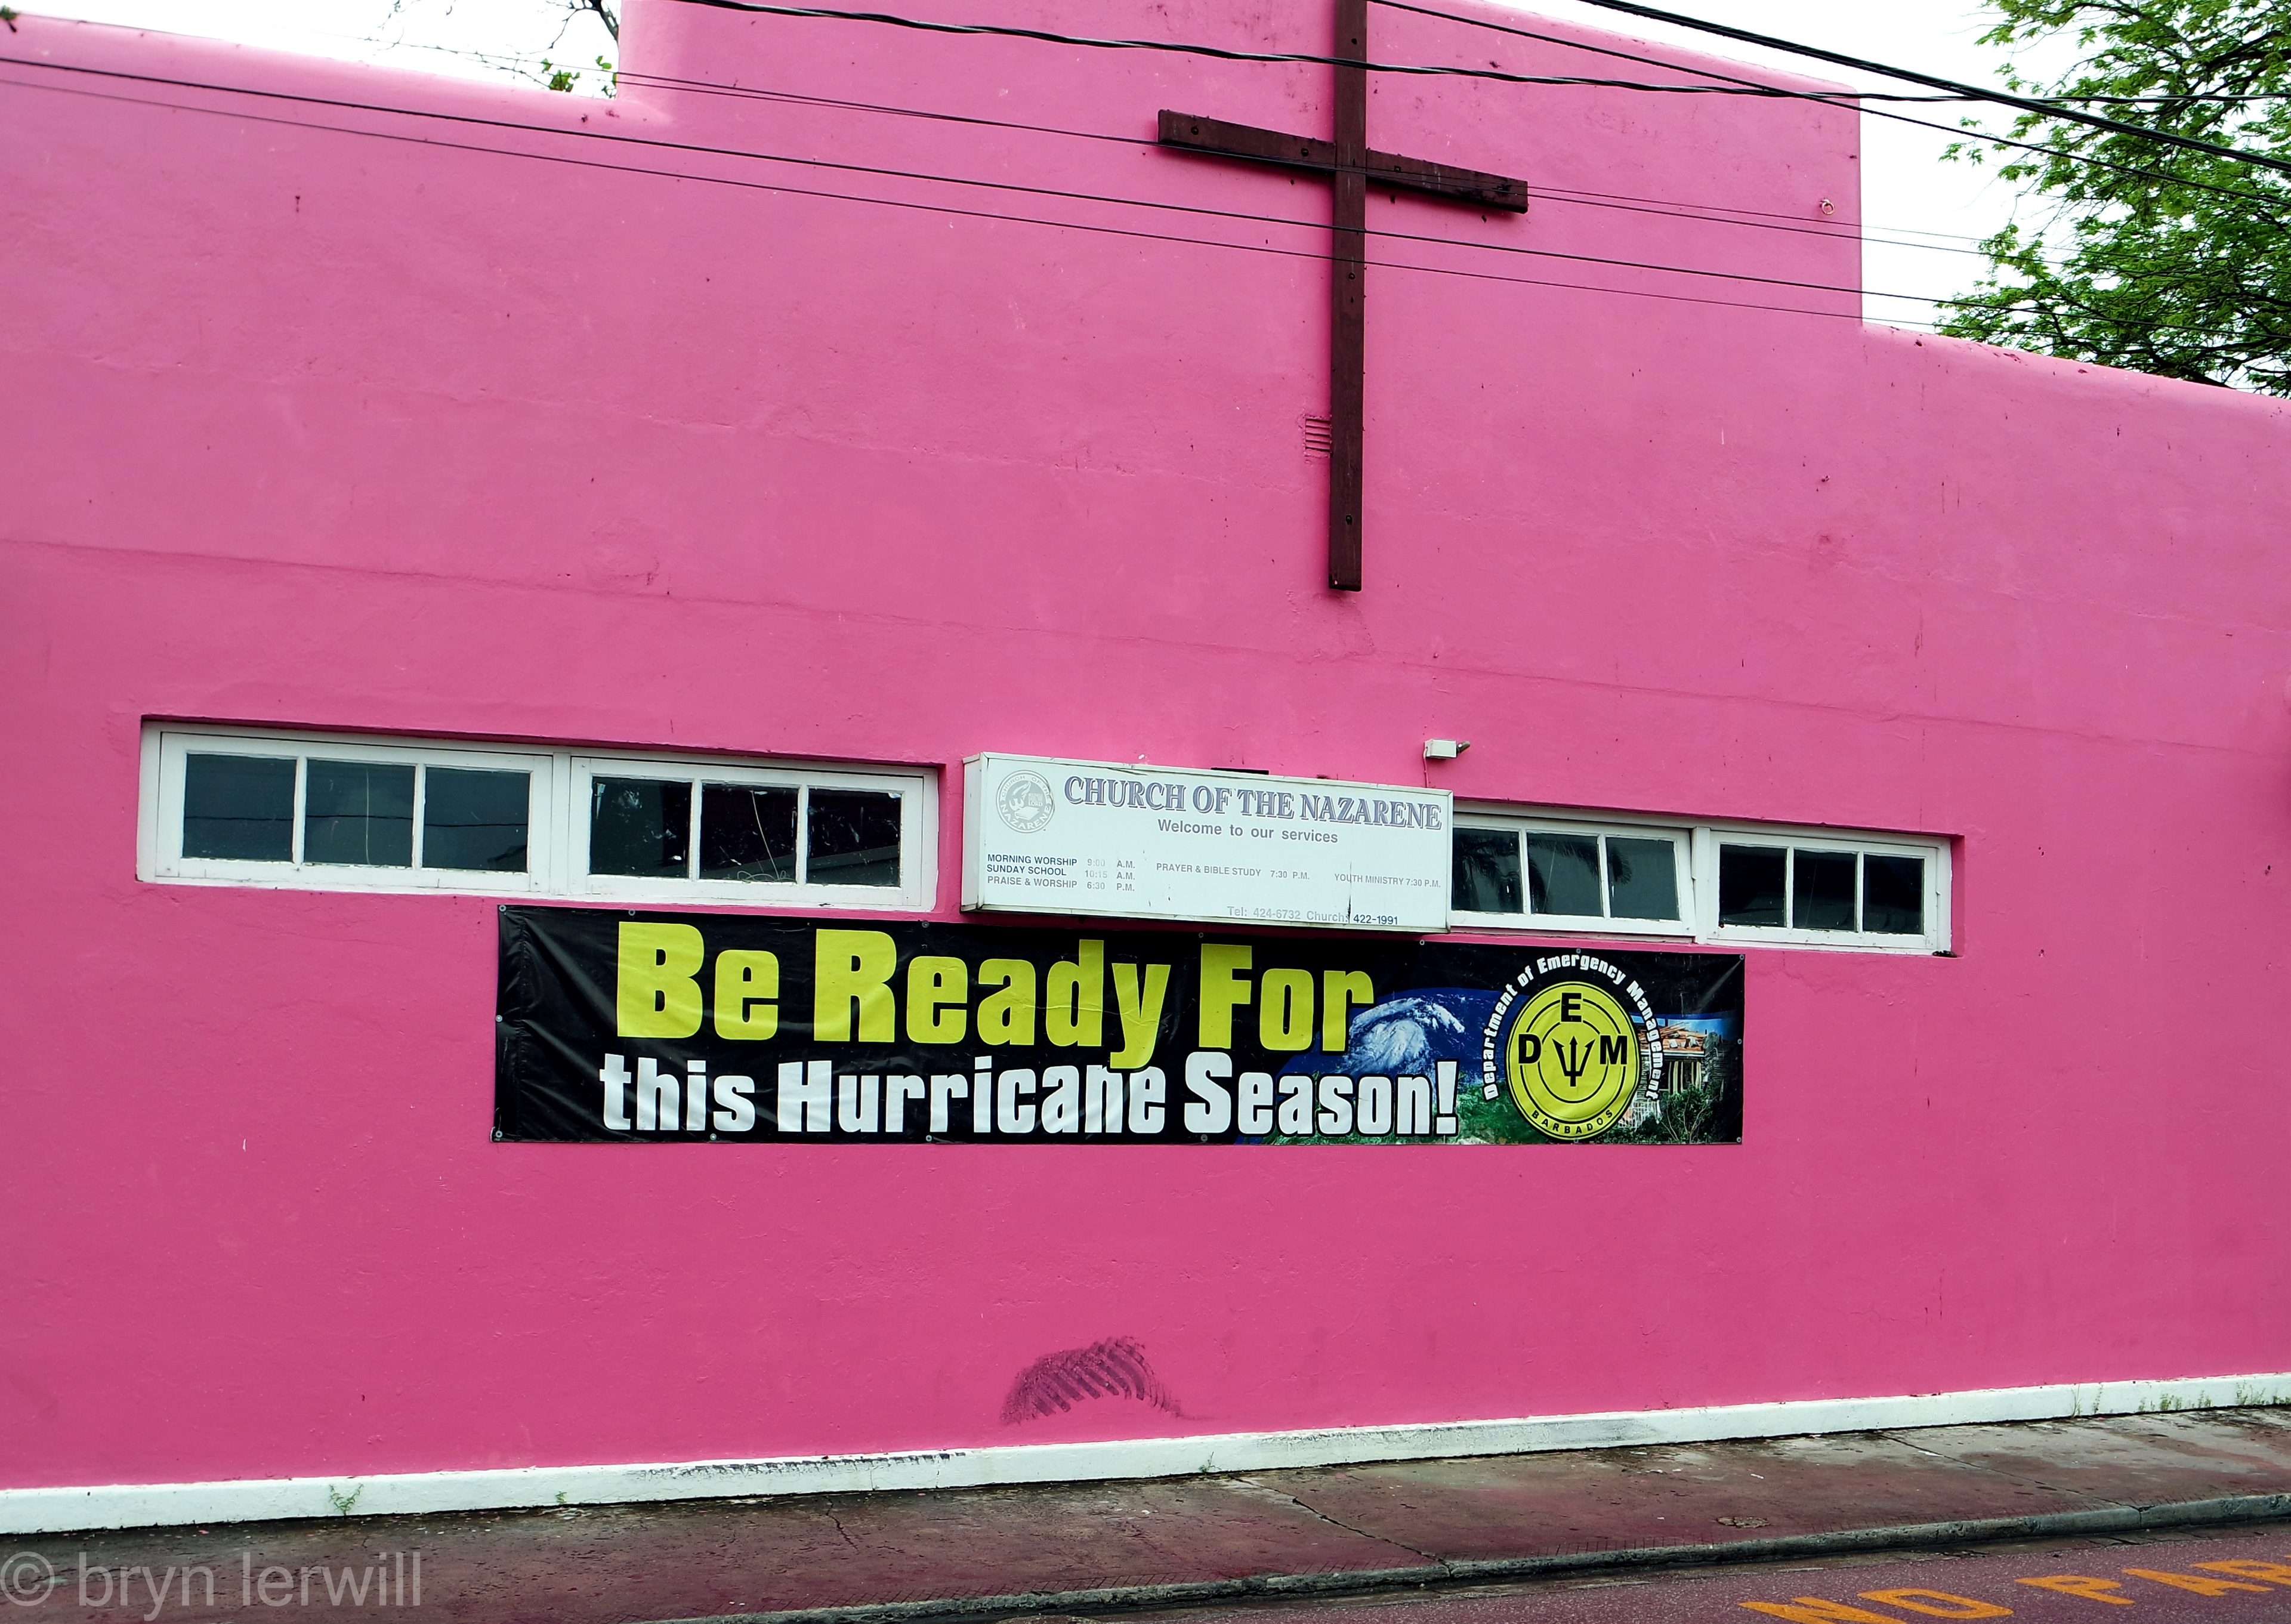 CHURCH OF THE NAZARENE
Welcome to our services
MORNING WORSHIP 9:00 A.M.
SUNDAY SCHOOL 10:15 A.M.
PRAISE & WORSHIP 6:30 P.M.
PRAYER & BIBLE STUDY 7:30 P.M.
YOUTH MINISTRY 7:30 P.M.
Tel: 424-6732 Church: 422-1991
Be Ready For
this Hurricane Season!
Department of Emergency Management
E
D M
BARBADOS
NO PAR
© bryn lerwill